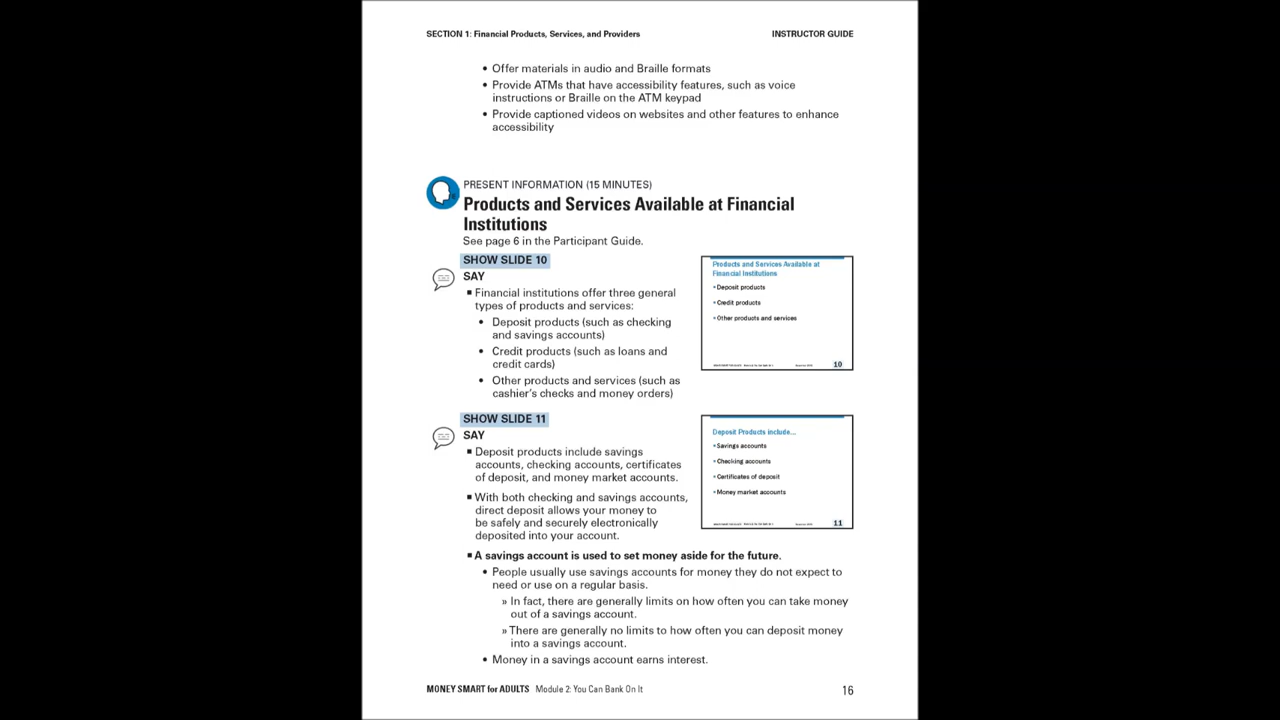 SECTION 1: Financial Products, Services, and Providers
INSTRUCTOR GUIDE
• Offer materials in audio and Braille formats
• Provide ATMs that have accessibility features, such as voice
instructions or Braille on the ATM keypad
• Provide captioned videos on websites and other features to enhance
accessibility
PRESENT INFORMATION (15 MINUTES)
Products and Services Available at Financial
Institutions
See page 6 in the Participant Guide.
SHOW SLIDE 10
SAY
▪ Financial institutions offer three general
types of products and services:
• Deposit products (such as checking
and savings accounts)
• Credit products (such as loans and
credit cards)
• Other products and services (such as
cashier's checks and money orders)
Products and Services Available at
Financial Institutions
▪ Deposit products
▪ Credit products
▪ Other products and services
10
SHOW SLIDE 11
SAY
▪ Deposit products include savings
accounts, checking accounts, certificates
of deposit, and money market accounts.
▪ With both checking and savings accounts,
direct deposit allows your money to
be safely and securely electronically
deposited into your account.
Deposit Products include...
▪ Savings accounts
▪ Checking accounts
▪ Certificates of deposit
▪ Money market accounts
11
▪ A savings account is used to set money aside for the future.
• People usually use savings accounts for money they do not expect to
need or use on a regular basis.
» In fact, there are generally limits on how often you can take money
out of a savings account.
» There are generally no limits to how often you can deposit money
into a savings account.
• Money in a savings account earns interest.
MONEY SMART for ADULTS Module 2: You Can Bank On It
16